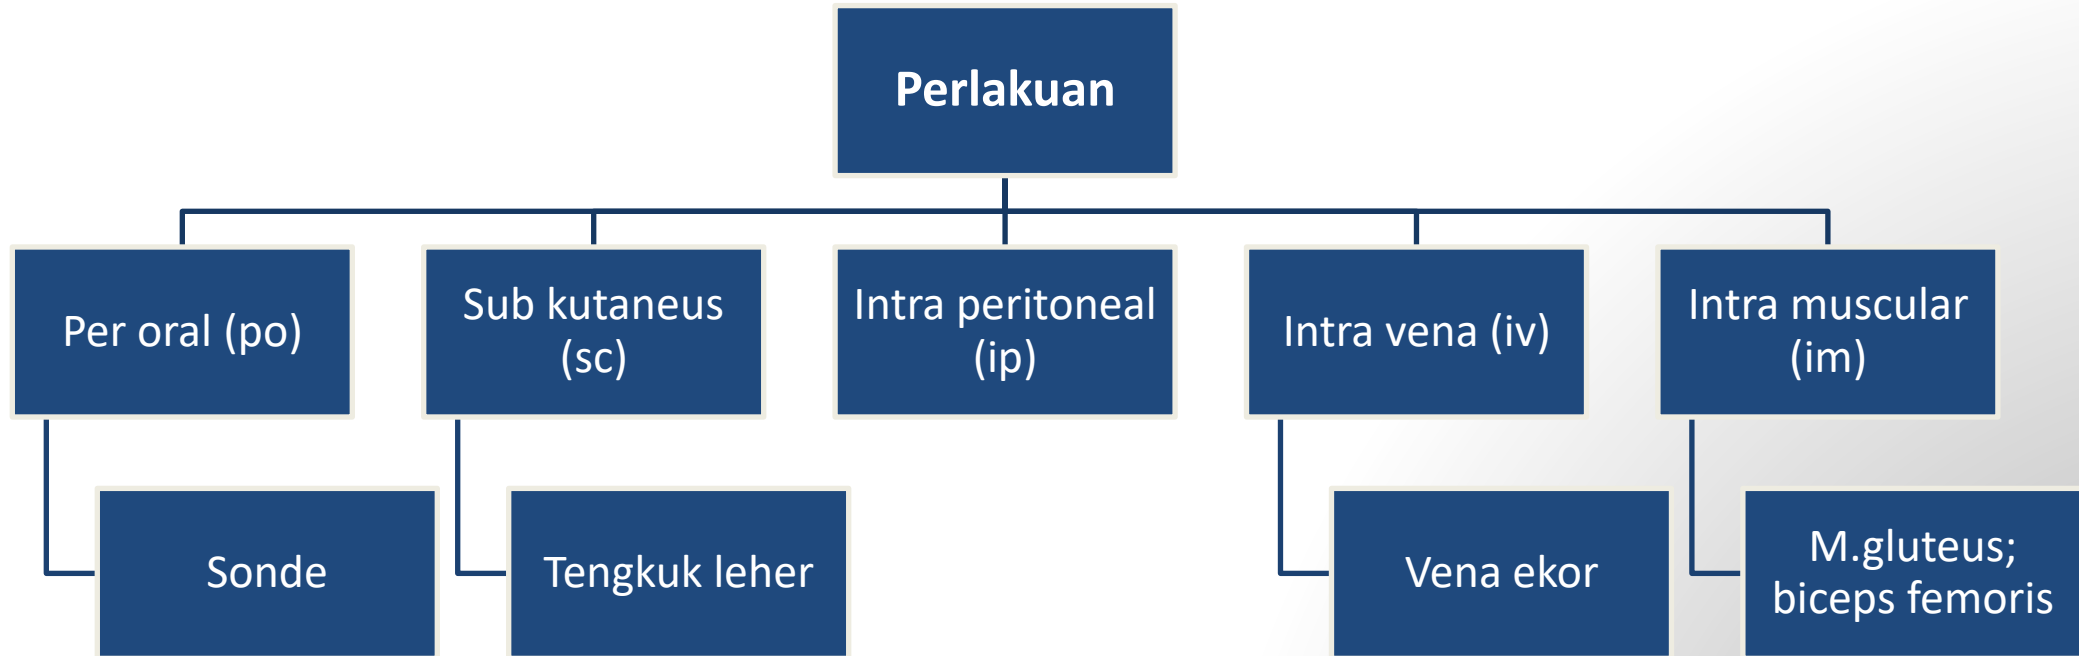 Perlakuan
Per oral (po)
Sub kutaneus
(sc)
Intra peritoneal
(ip)
Intra vena (iv)
Intra muscular
(im)
Sonde
Tengkuk leher
Vena ekor
M.gluteus;
biceps femoris